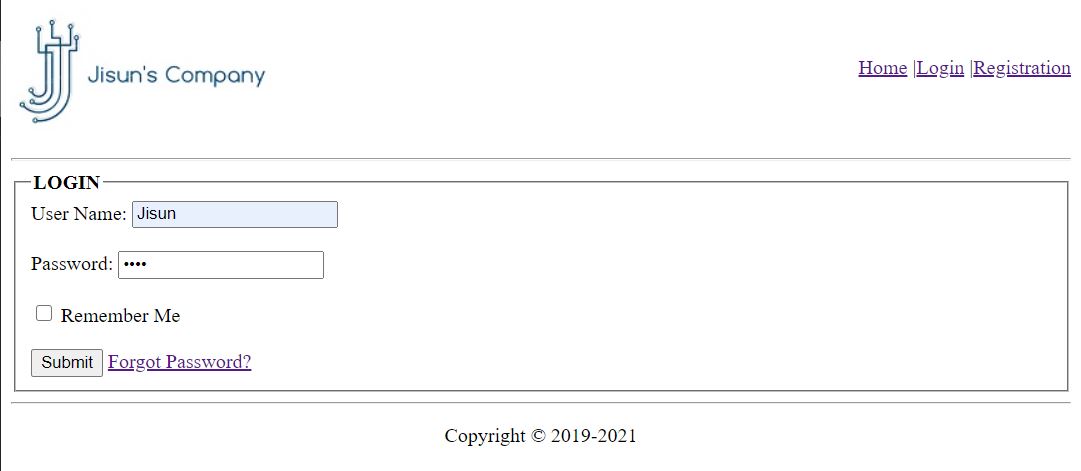 Jisun's Company
Home |Login |Registration
LOGIN
User Name: Jisun
Password: ••••
Remember Me
Submit Forgot Password?
Copyright © 2019-2021